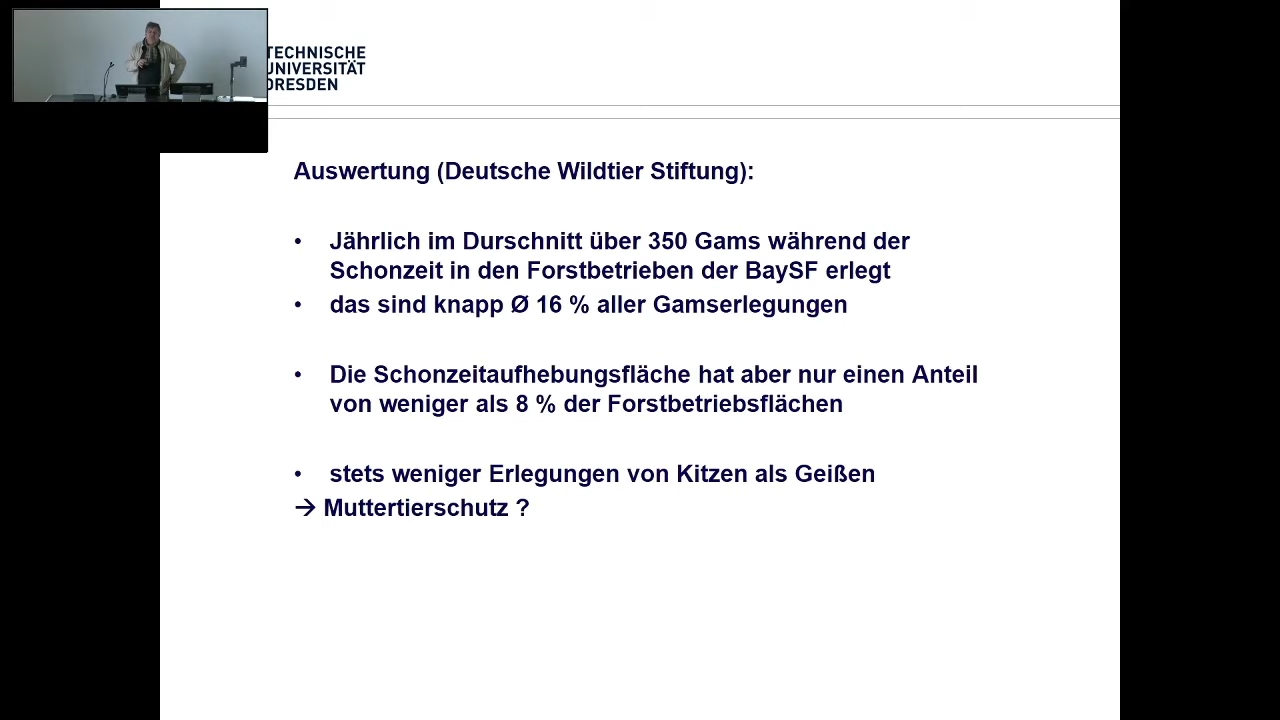 TECHNISCHE
UNIVERSITÄT
DRESDEN
Auswertung (Deutsche Wildtier Stiftung):
• Jährlich im Durschnitt über 350 Gams während der
Schonzeit in den Forstbetrieben der BaySF erlegt
• das sind knapp Ø 16 % aller Gamserlegungen
• Die Schonzeitaufhebungsfläche hat aber nur einen Anteil
von weniger als 8 % der Forstbetriebsflächen
• stets weniger Erlegungen von Kitzen als Geißen
→ Muttertierschutz ?